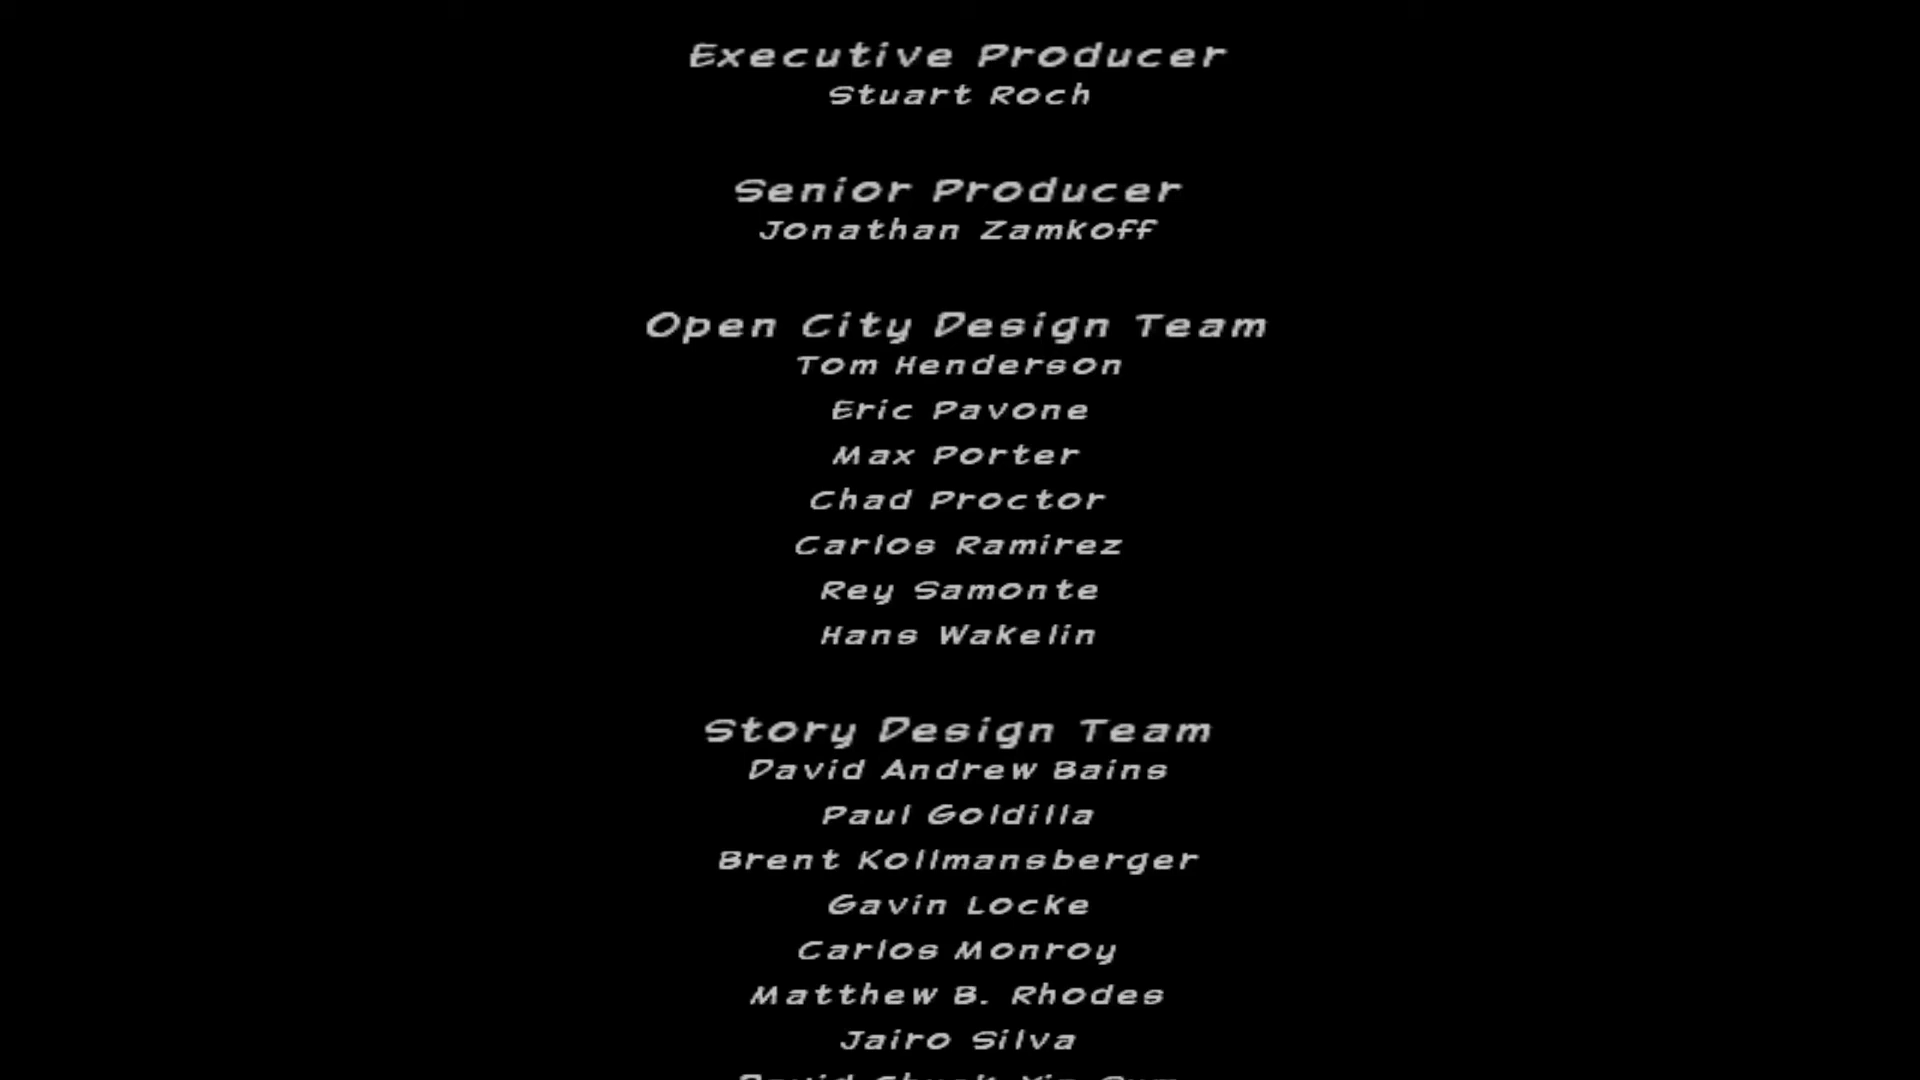 Executive Producer
Stuart Roch
Senior Producer
Jonathan Zamkoff
Open City Design Team
Tom Henderson
Eric Pavone
Max Porter
Chad Proctor
Carlos Ramirez
Rey Samonte
Hans Wakelin
Story Design Team
David Andrew Bains
Paul Goldilla
Brent Kollmansberger
Gavin Locke
Carlos Monroy
Matthew B. Rhodes
Jairo Silva
David